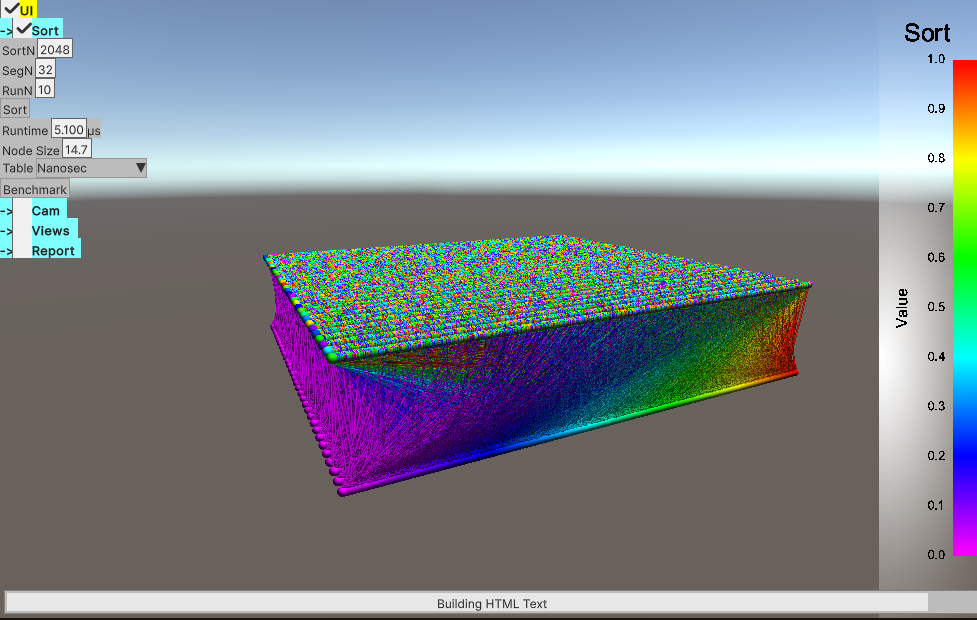 UI
-> Sort
SortN 2048
SegN 32
RunN 10
Sort
Runtime 5.100 µs
Node Size 14.7
Table Nanosec
Benchmark
-> Cam
-> Views
-> Report
Sort
1.0
0.9
0.8
0.7
0.6
0.5
0.4
0.3
0.2
0.1
0.0
Value
Building HTML Text